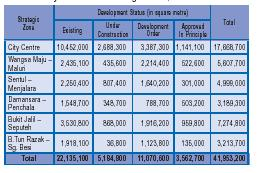 Development Status (in square metre)
Strategic Zone Existing Under Construction Development Order Approved In Principle Total
City Centre 10,452,000 2,688,300 3,387,300 1,141,100 17,668,700
Wangsa Maju – Maluri 2,435,100 435,600 2,214,400 522,600 5,607,700
Sentul – Menjalara 2,250,400 807,400 1,640,200 301,000 4,999,000
Damansara – Penchala 1,548,700 348,700 788,700 503,200 3,189,300
Bukit Jalil – Seputeh 3,530,800 868,000 1,916,200 959,800 7,274,800
B.Tun Razak – Sg. Besi 1,918,100 36,800 1,123,800 135,000 3,213,700
Total 22,135,100 5,184,800 11,070,600 3,562,700 41,953,200